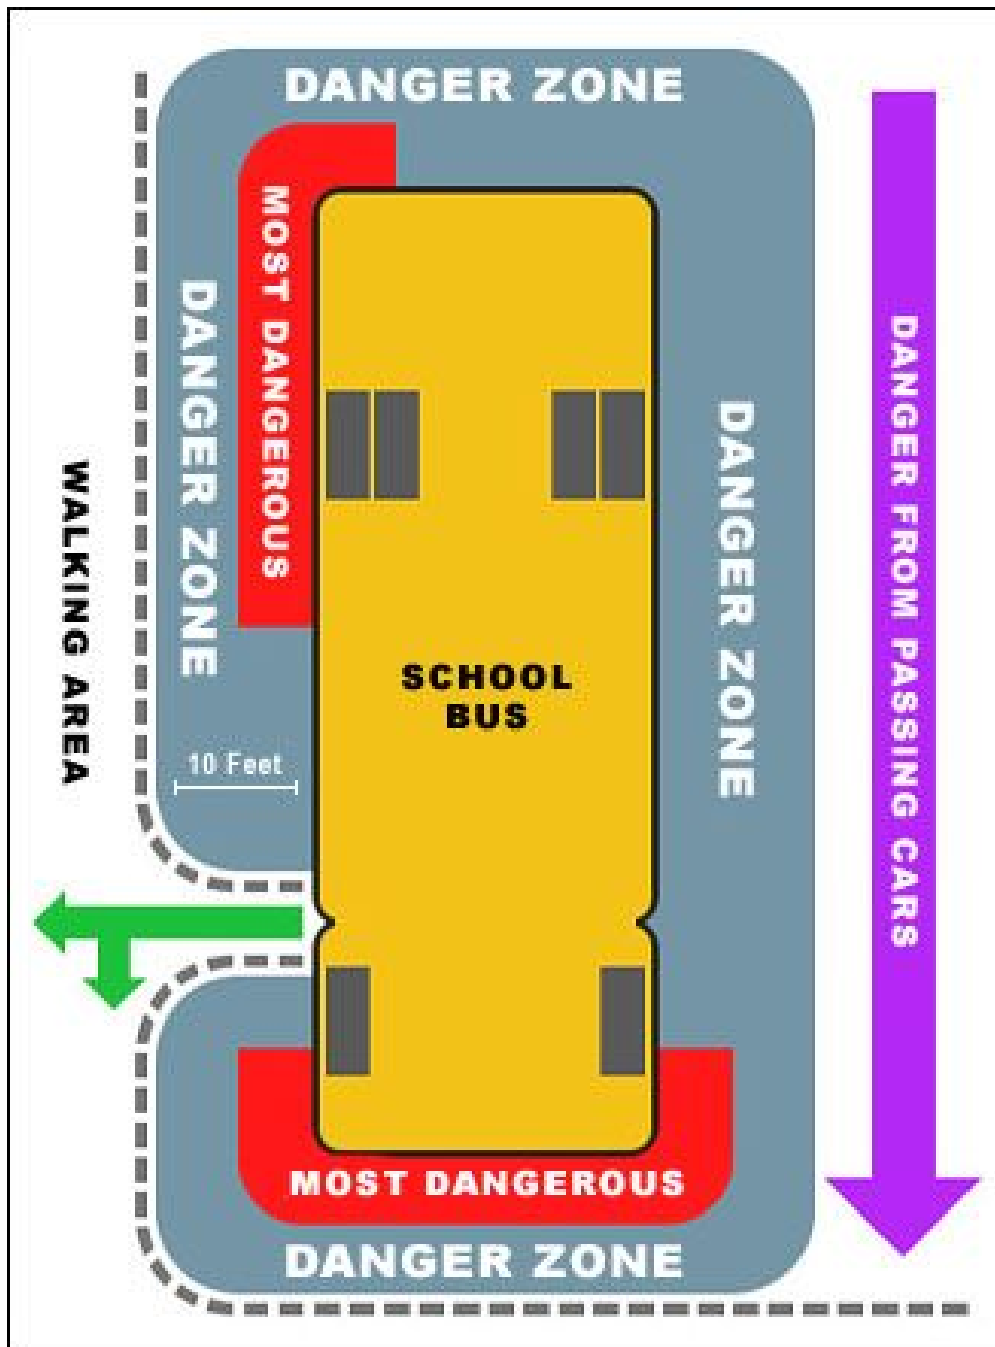 DANGER ZONE
MOST DANGEROUS
DANGER ZONE
WALKING AREA
10 Feet
SCHOOL
BUS
DANGER ZONE
DANGER FROM PASSING CARS
MOST DANGEROUS
DANGER ZONE